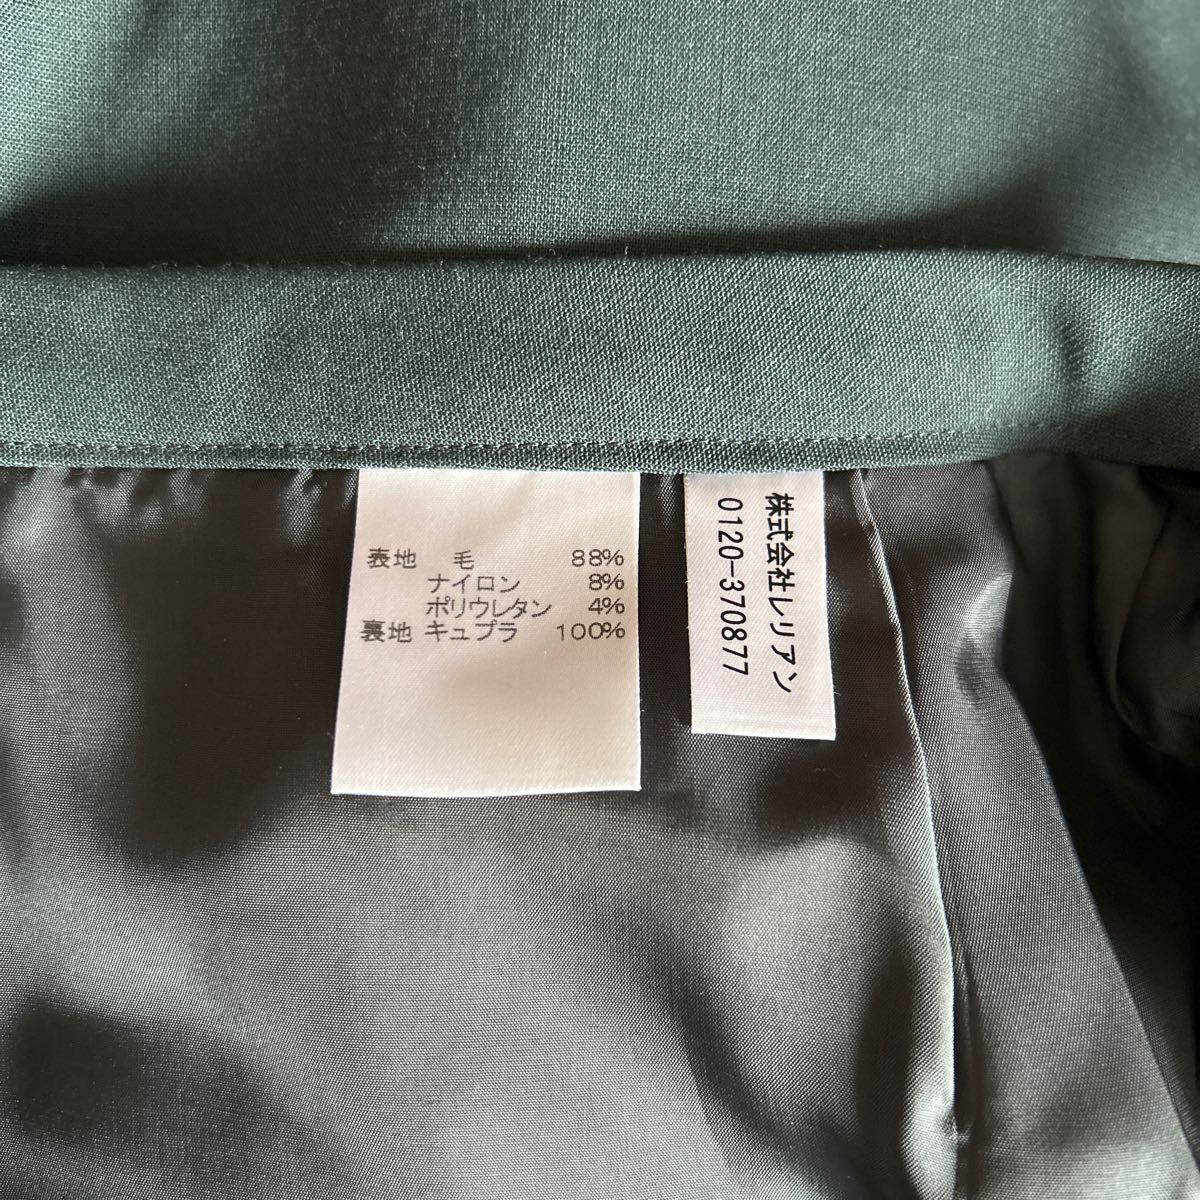 表地 毛 88%
ナイロン 8%
ポリウレタン 4%
裏地 キュプラ 100%
株式会社レリアン
0120-370877